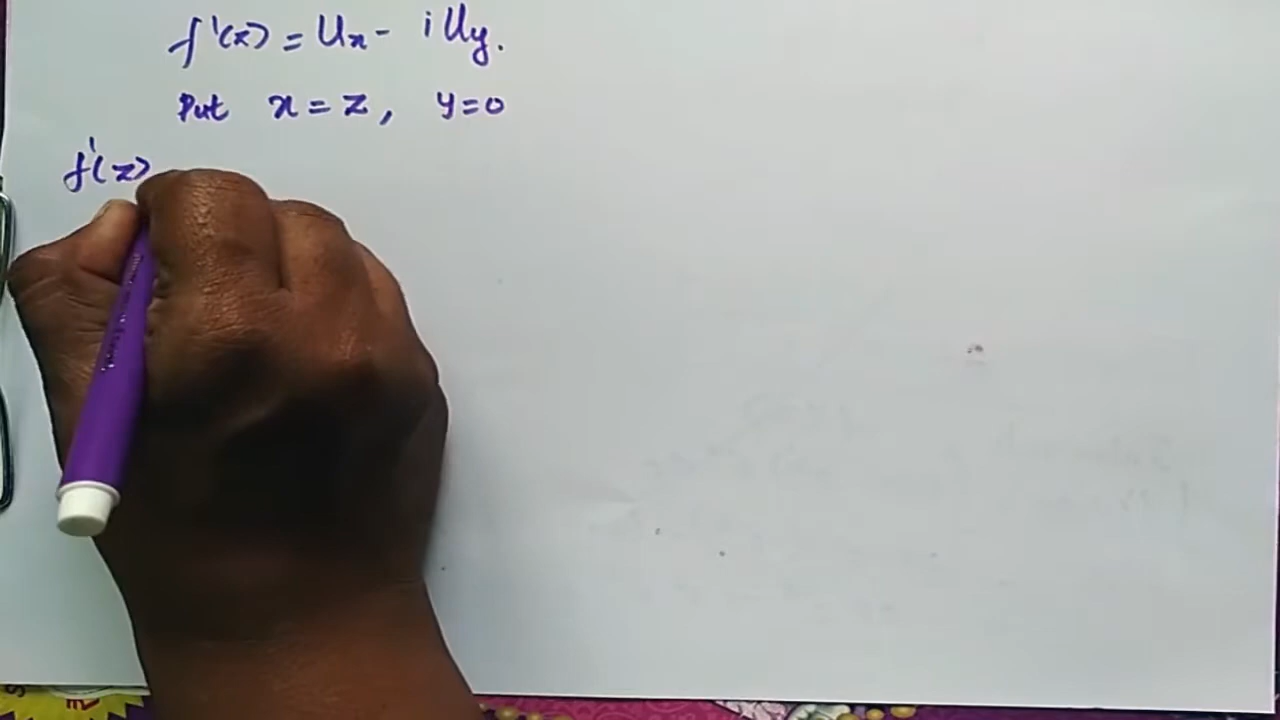 f'(z) = Ux - iUy.
Put x = z, y=0
f'(z)